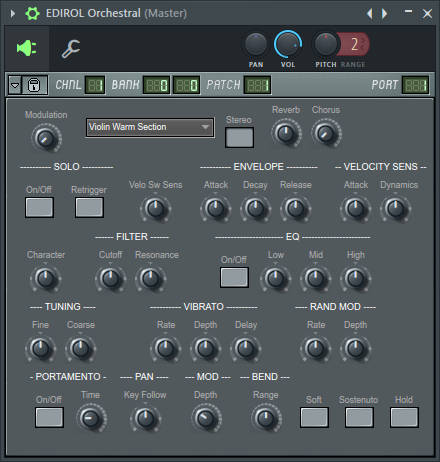 EDIROL Orchestral (Master)
2
PAN VOL PITCH RANGE
CHNL 1 BANK 0 0 PATCH 1 PORT 1
Modulation Violin Warm Section Stereo Reverb Chorus
---------- SOLO ---------- ---------- ENVELOPE ---------- -- VELOCITY SENS --
On/Off Retrigger Velo Sw Sens Attack Decay Release Attack Dynamics
------ FILTER ------ -------------------- EQ --------------------
Character Cutoff Resonance On/Off Low Mid High
---- TUNING ---- ---------- VIBRATO ---------- ---- RAND MOD ----
Fine Coarse Rate Depth Delay Rate Depth
- PORTAMENTO - ---- PAN ---- --- MOD --- --- BEND ---
On/Off Time Key Follow Depth Range Soft Sostenuto Hold